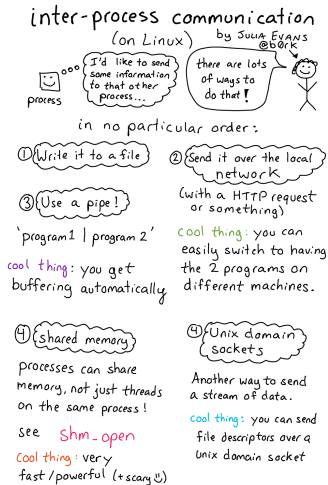 inter-process communication
(on Linux)
by JULIA EVANS
@b0rk
I'd like to send
some information
to that other
process...
there are lots
of ways to
do that!
process
in no particular order:
① Write it to a file
② Send it over the local
network
(with a HTTP request
or something)
cool thing: you can
easily switch to having
the 2 programs on
different machines.
③ Use a pipe!
`program1 | program 2`
cool thing: you get
buffering automatically
④ shared memory
processes can share
memory, not just threads
on the same process!
see shm_open
cool thing: very
fast/powerful (+ scary ☺)
④ Unix domain
sockets
Another way to send
a stream of data.
cool thing: you can send
file descriptors over a
unix domain socket